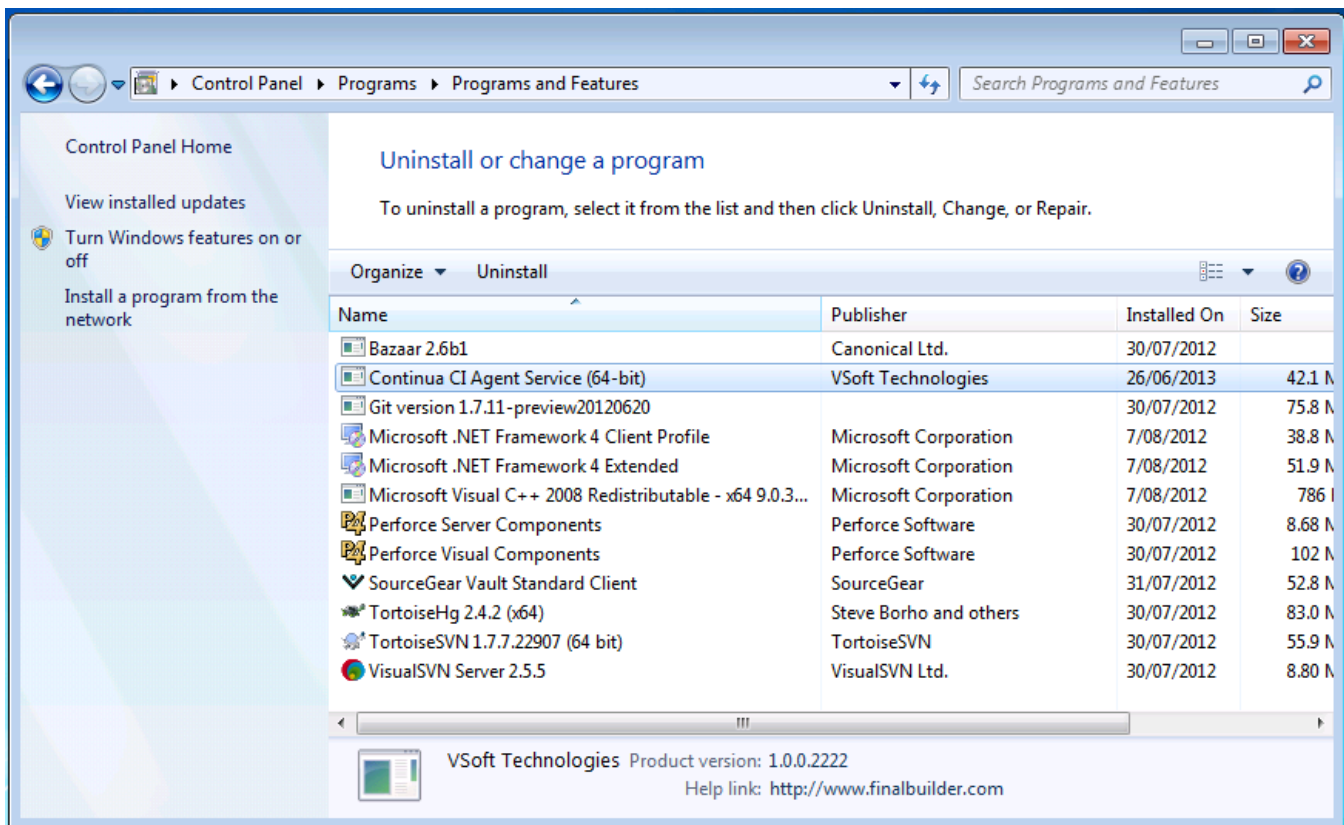 Control Panel ▸ Programs ▸ Programs and Features
Search Programs and Features
Control Panel Home
View installed updates
Turn Windows features on or
off
Install a program from the
network
Uninstall or change a program
To uninstall a program, select it from the list and then click Uninstall, Change, or Repair.
Organize Uninstall
Name Publisher Installed On Size
Bazaar 2.6b1 Canonical Ltd. 30/07/2012
Continua CI Agent Service (64-bit) VSoft Technologies 26/06/2013 42.1
Git version 1.7.11-preview20120620 30/07/2012 75.8
Microsoft .NET Framework 4 Client Profile Microsoft Corporation 7/08/2012 38.8
Microsoft .NET Framework 4 Extended Microsoft Corporation 7/08/2012 51.9
Microsoft Visual C++ 2008 Redistributable - x64 9.0.3... Microsoft Corporation 7/08/2012 786
Perforce Server Components Perforce Software 30/07/2012 8.68
Perforce Visual Components Perforce Software 30/07/2012 102
SourceGear Vault Standard Client SourceGear 31/07/2012 52.8
TortoiseHg 2.4.2 (x64) Steve Borho and others 30/07/2012 83.0
TortoiseSVN 1.7.7.22907 (64 bit) TortoiseSVN 30/07/2012 55.9
VisualSVN Server 2.5.5 VisualSVN Ltd. 30/07/2012 8.80
VSoft Technologies Product version: 1.0.0.2222
Help link: http://www.finalbuilder.com